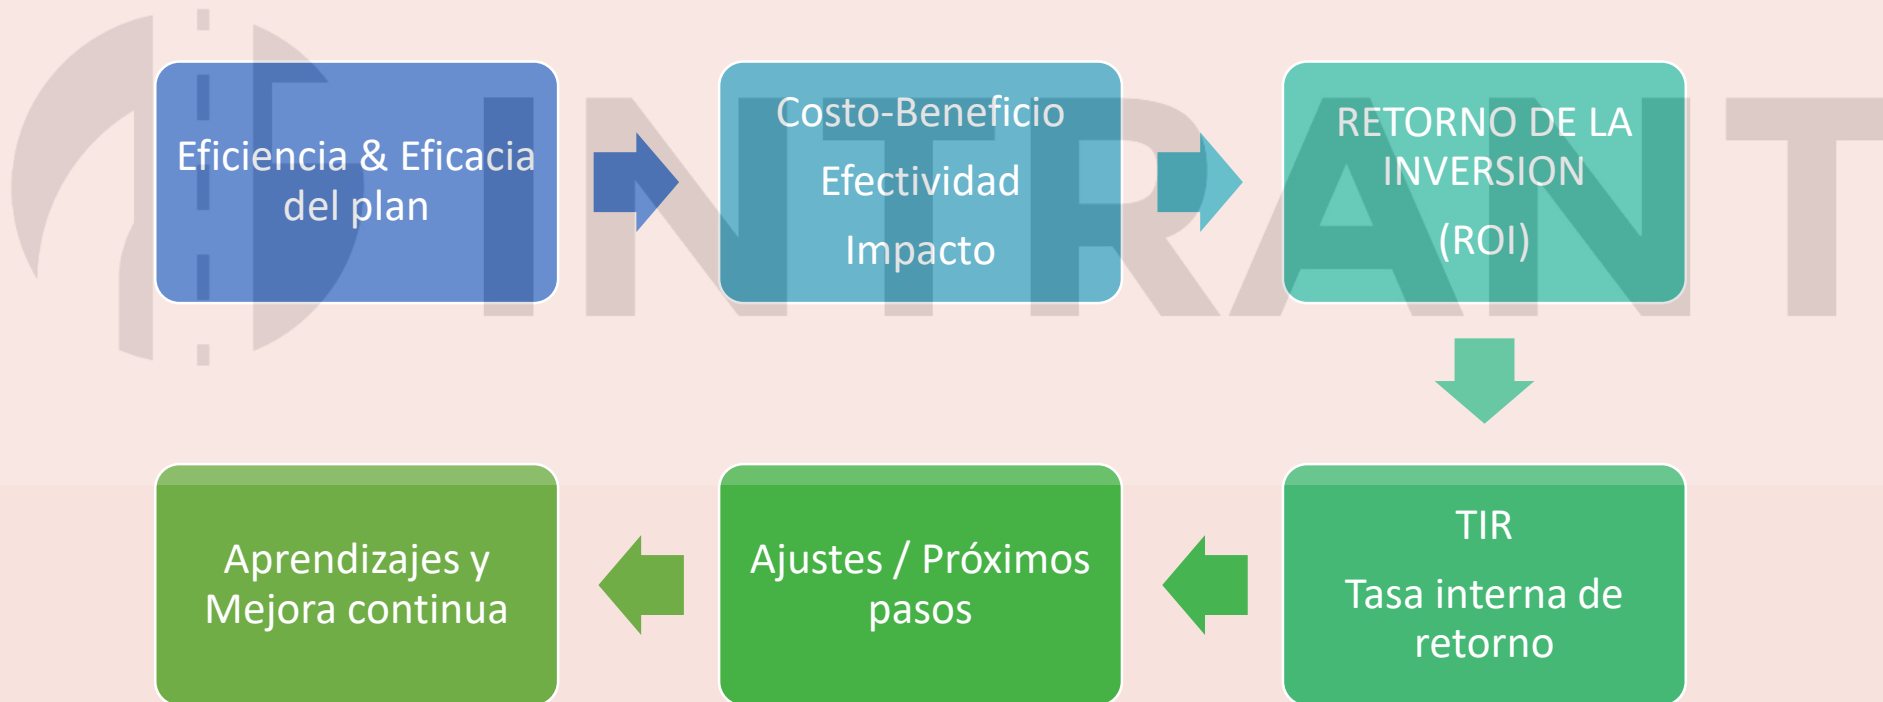 INTRANT
Eficiencia & Eficacia
del plan
Costo-Beneficio
Efectividad
Impacto
RETORNO DE LA
INVERSION
(ROI)
TIR
Tasa interna de
retorno
Ajustes / Próximos
pasos
Aprendizajes y
Mejora continua